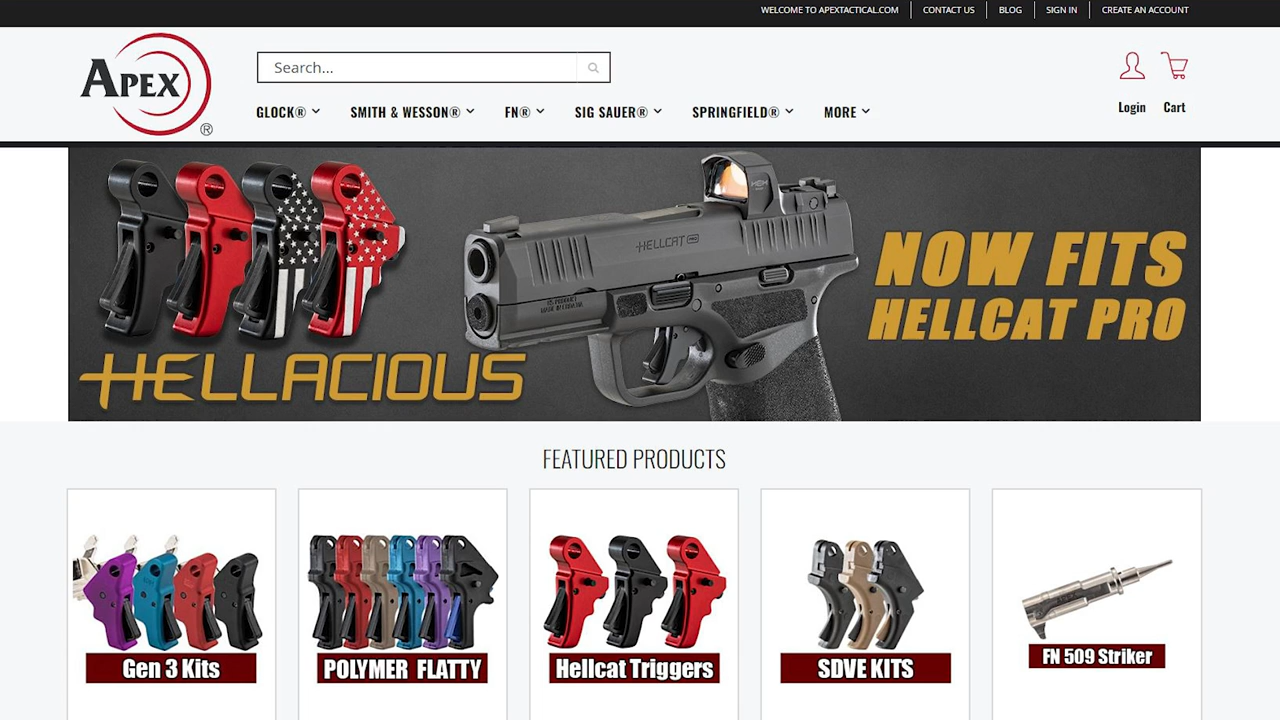 WELCOME TO APEXTACTICAL.COM
CONTACT US
BLOG
SIGN IN
CREATE AN ACCOUNT
APEX
®
Search...
Login
Cart
GLOCK®
SMITH & WESSON®
FN®
SIG SAUER®
SPRINGFIELD®
MORE
HELLCAT PRO
NOW FITS
HELLCAT PRO
HELLACIOUS
FEATURED PRODUCTS
Gen 3 Kits
POLYMER FLATTY
Hellcat Triggers
SDVE KITS
FN 509 Striker